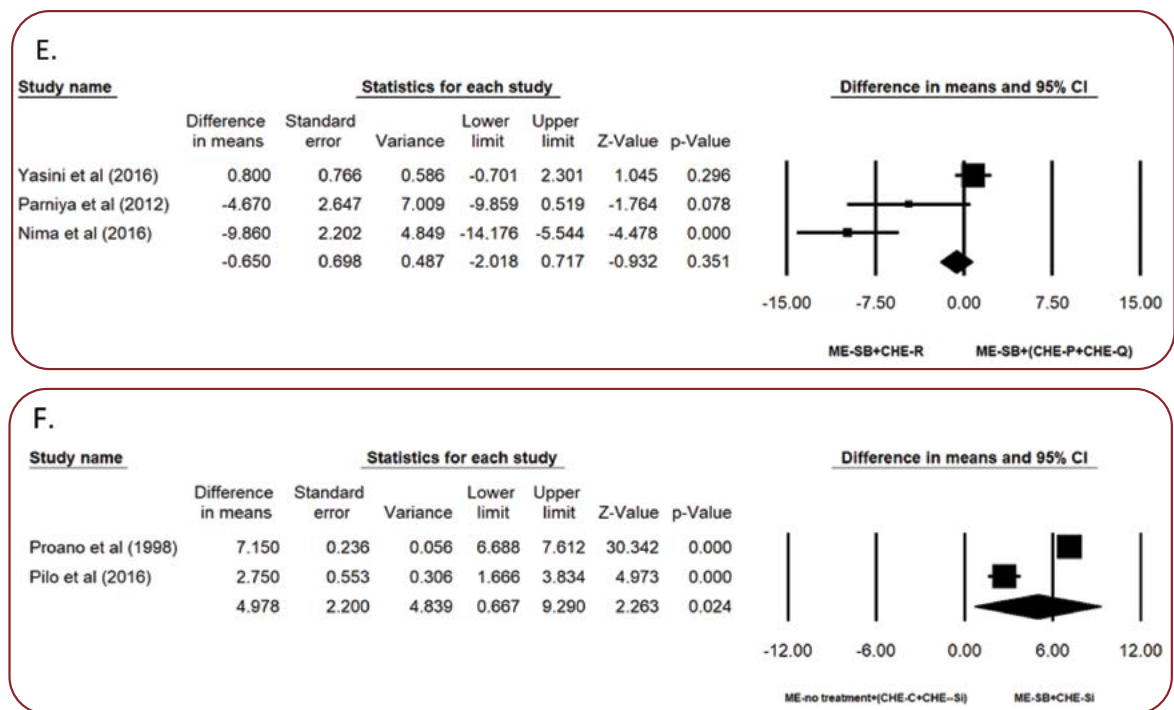 E.
Study name Statistics for each study Difference in means and 95% CI
Difference in means Standard error Variance Lower limit Upper limit Z-Value p-Value
Yasini et al (2016) 0.800 0.766 0.586 -0.701 2.301 1.045 0.296
Parniya et al (2012) -4.670 2.647 7.009 -9.859 0.519 -1.764 0.078
Nima et al (2016) -9.860 2.202 4.849 -14.176 -5.544 -4.478 0.000
-0.650 0.698 0.487 -2.018 0.717 -0.932 0.351
-15.00 -7.50 0.00 7.50 15.00
ME-SB+CHE-R ME-SB+(CHE-P+CHE-Q)
F.
Study name Statistics for each study Difference in means and 95% CI
Difference in means Standard error Variance Lower limit Upper limit Z-Value p-Value
Proano et al (1998) 7.150 0.236 0.056 6.688 7.612 30.342 0.000
Pilo et al (2016) 2.750 0.553 0.306 1.666 3.834 4.973 0.000
4.978 2.200 4.839 0.667 9.290 2.263 0.024
-12.00 -6.00 0.00 6.00 12.00
ME-no treatment+(CHE-C+CHE--Si) ME-SB+CHE-Si